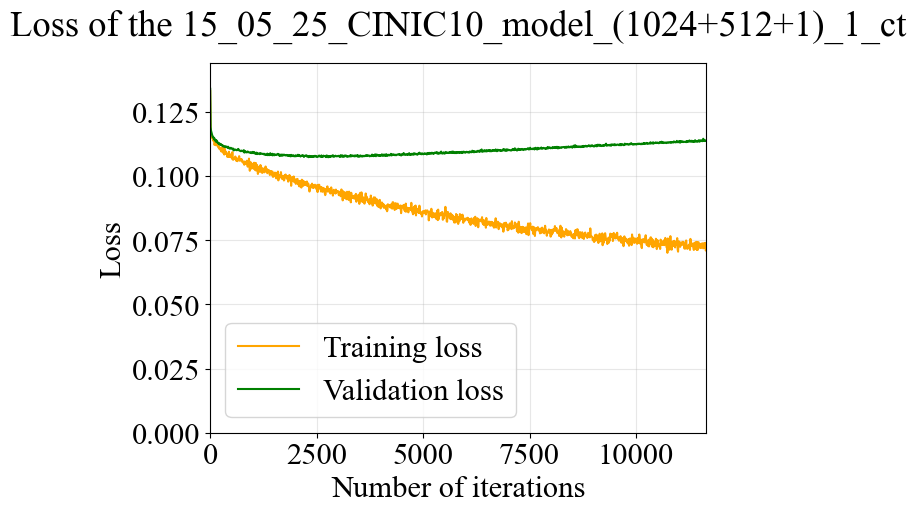 Loss of the 15_05_25_CINIC10_model_(1024+512+1)_1_ct
0.125
0.100
0.075
0.050
0.025
0.000
Loss
Training loss
Validation loss
0 2500 5000 7500 10000
Number of iterations